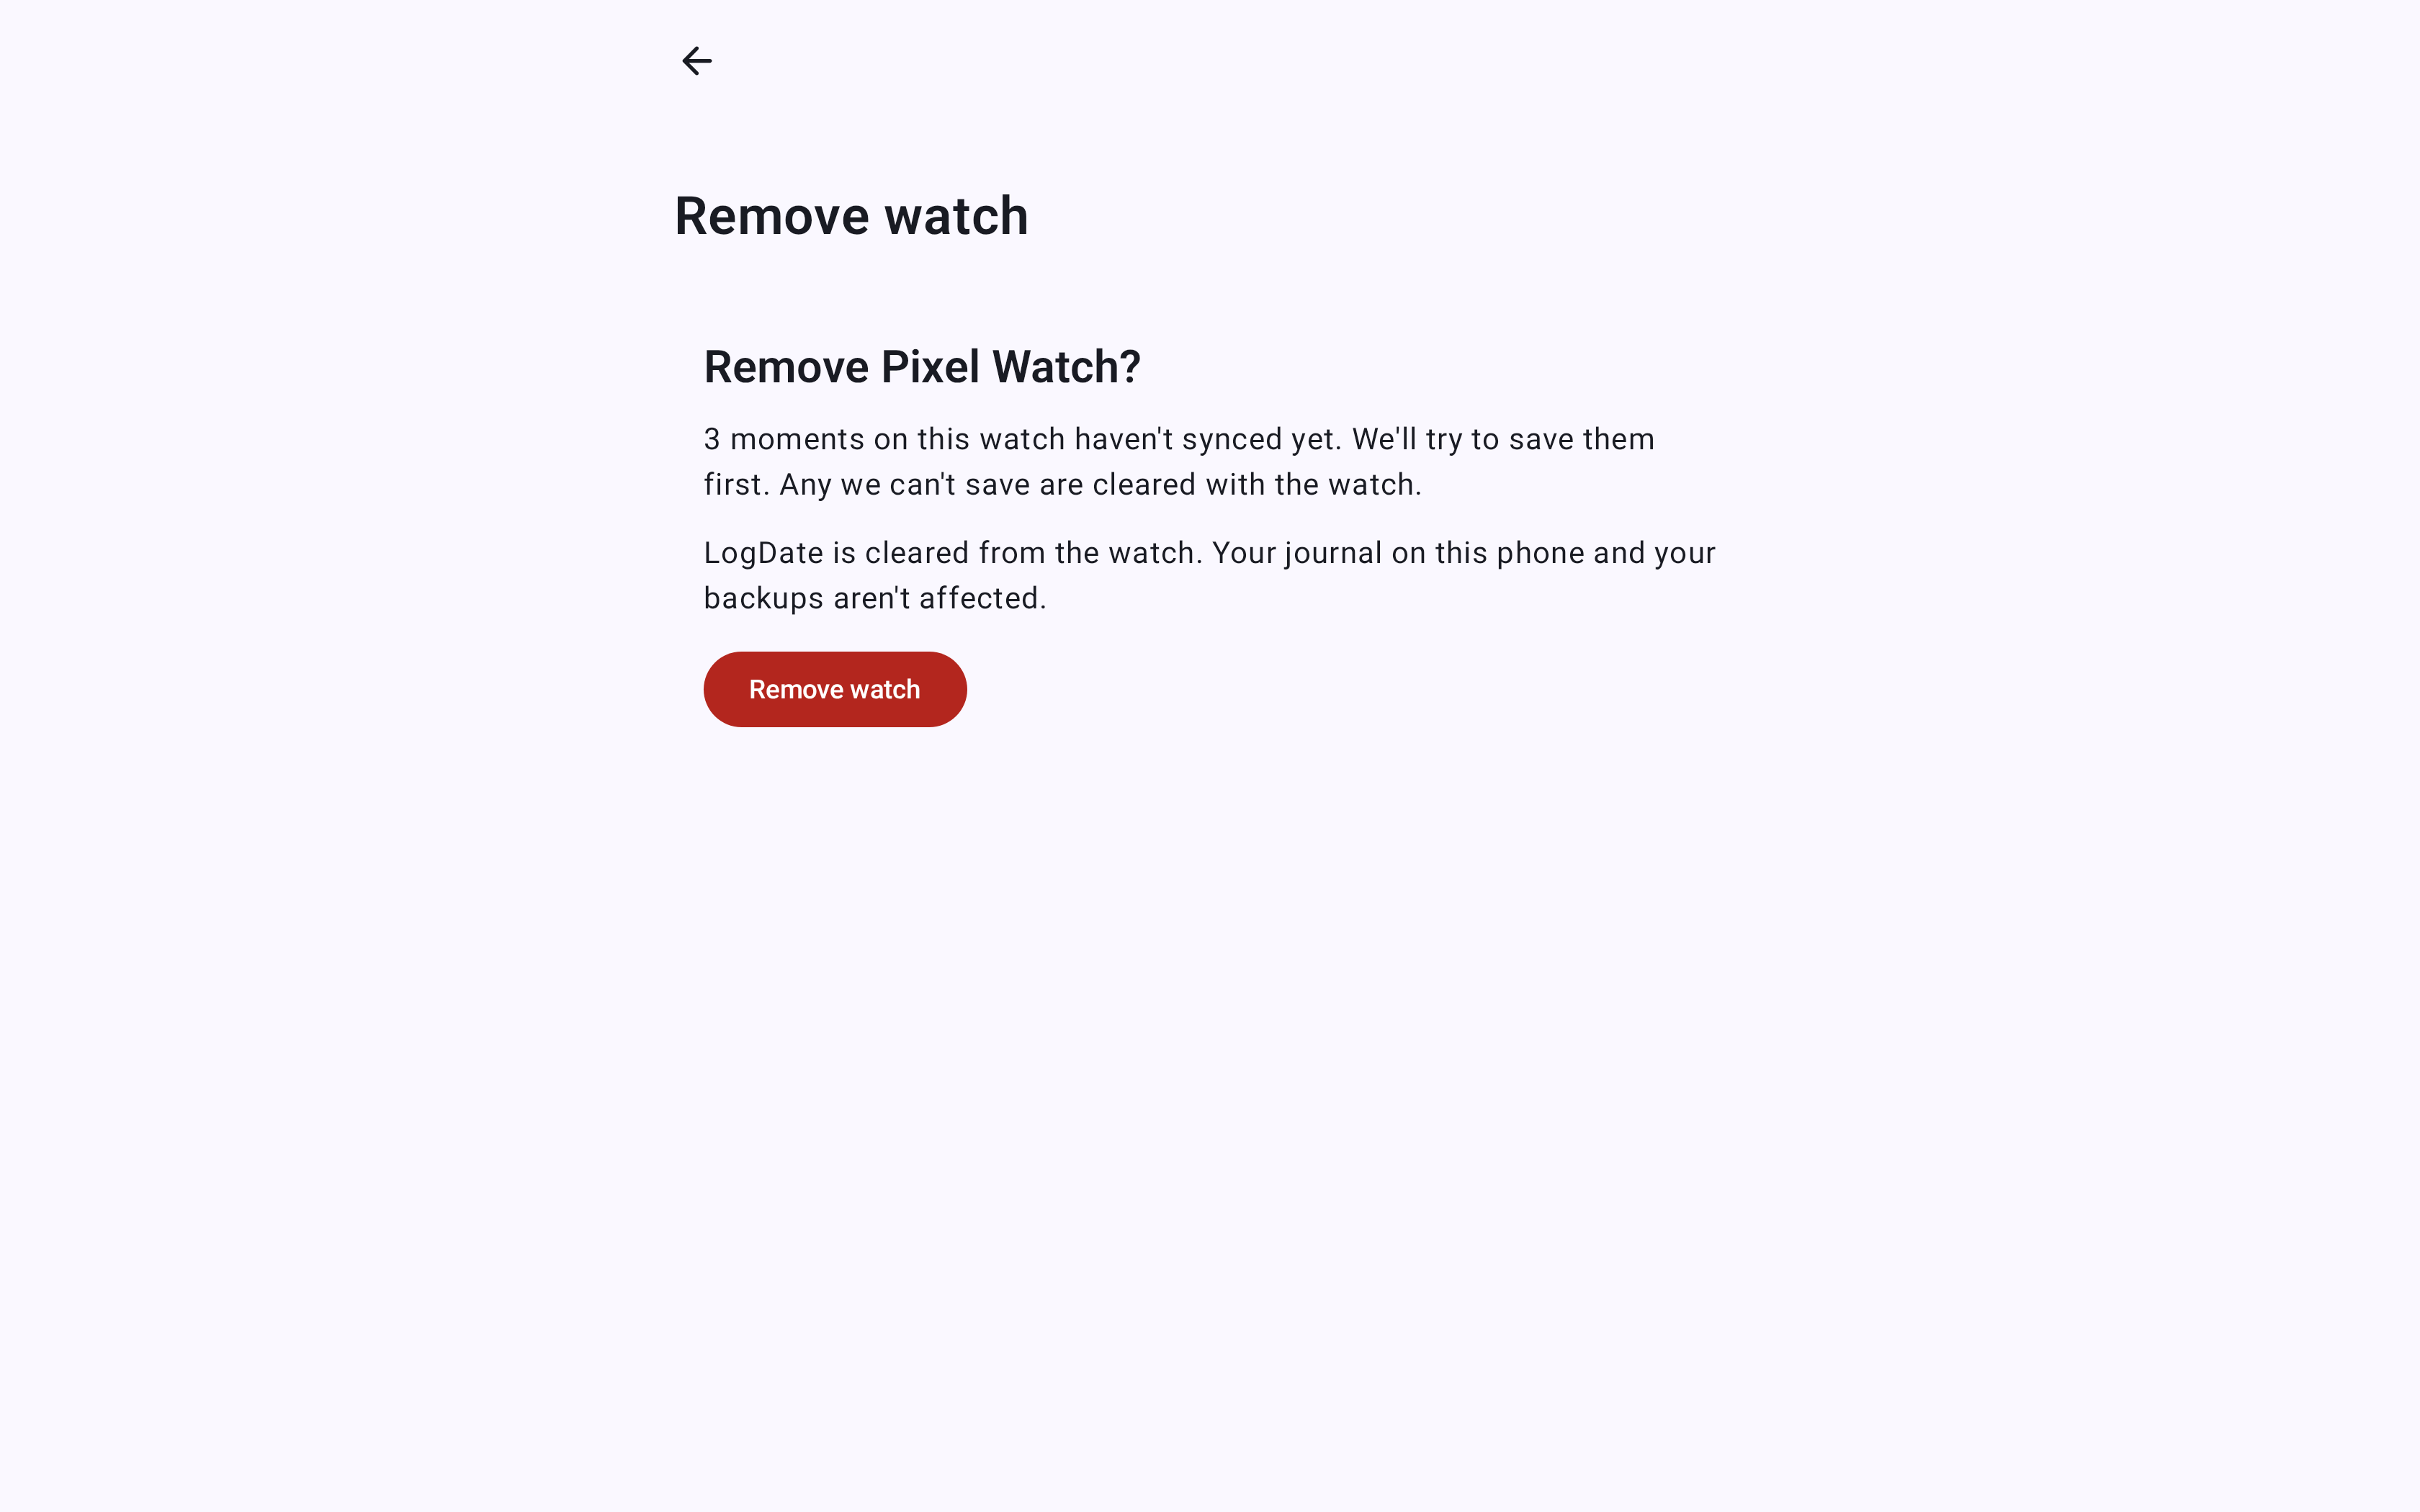 Remove watch
Remove Pixel Watch?
3 moments on this watch haven't synced yet. We'll try to save them
first. Any we can't save are cleared with the watch.
LogDate is cleared from the watch. Your journal on this phone and your
backups aren't affected.
Remove watch